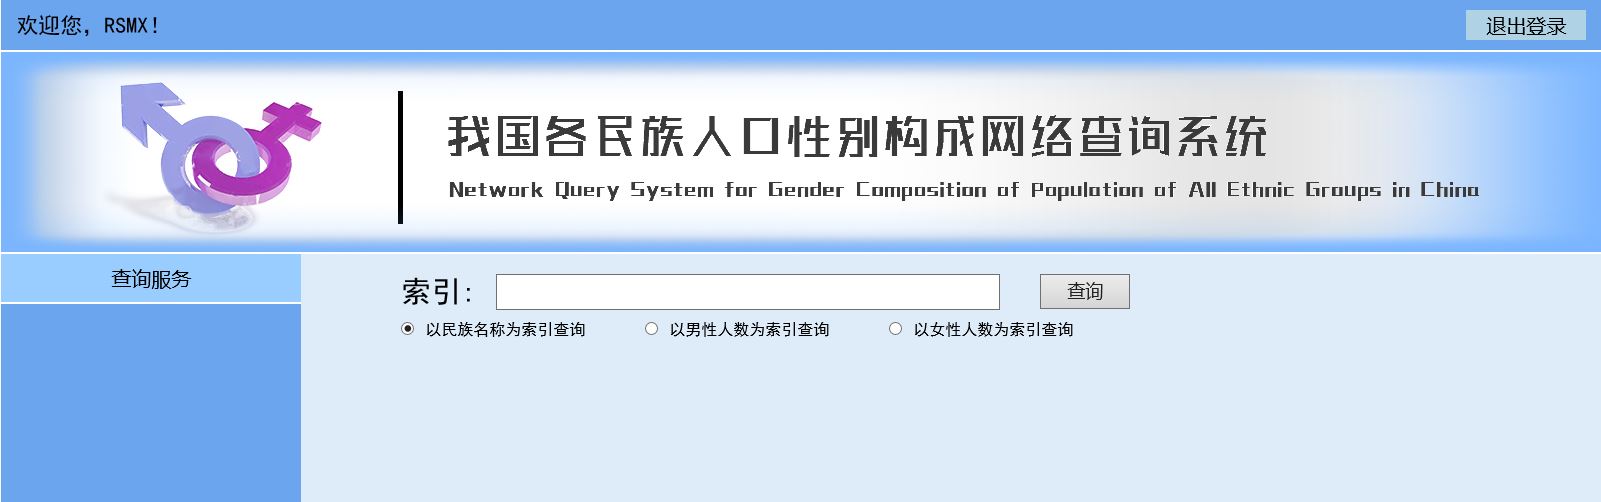 欢迎您，RSMX！
退出登录
我国各民族人口性别构成网络查询系统
Network Query System for Gender Composition of Population of All Ethnic Groups in China
查询服务
索引：
查询
以民族名称为索引查询
以男性人数为索引查询
以女性人数为索引查询